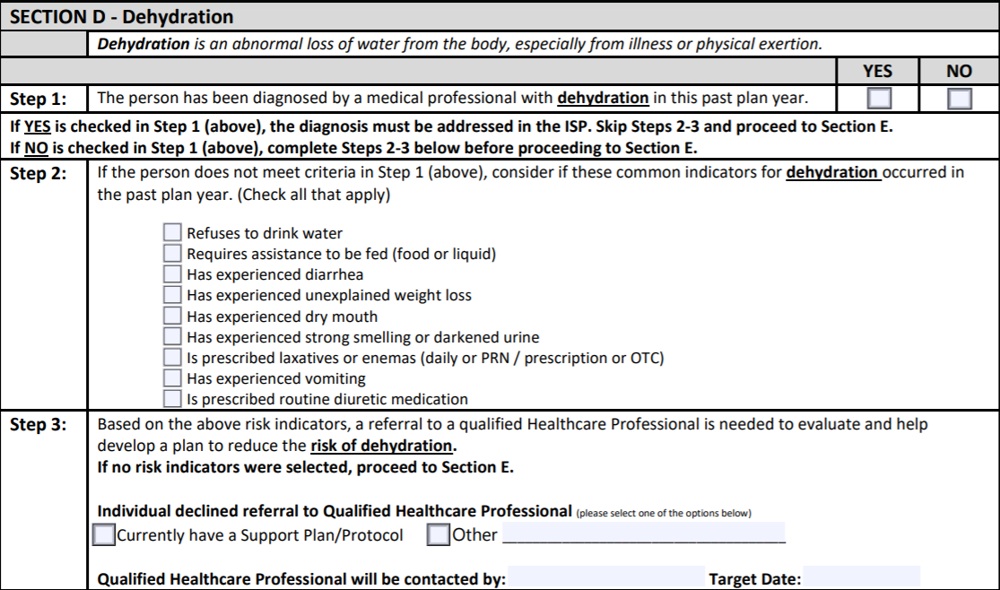 SECTION D - Dehydration
Dehydration is an abnormal loss of water from the body, especially from illness or physical exertion.
YES NO
Step 1: The person has been diagnosed by a medical professional with dehydration in this past plan year.
If YES is checked in Step 1 (above), the diagnosis must be addressed in the ISP. Skip Steps 2-3 and proceed to Section E.
If NO is checked in Step 1 (above), complete Steps 2-3 below before proceeding to Section E.
Step 2: If the person does not meet criteria in Step 1 (above), consider if these common indicators for dehydration occurred in
the past plan year. (Check all that apply)
Refuses to drink water
Requires assistance to be fed (food or liquid)
Has experienced diarrhea
Has experienced unexplained weight loss
Has experienced dry mouth
Has experienced strong smelling or darkened urine
Is prescribed laxatives or enemas (daily or PRN / prescription or OTC)
Has experienced vomiting
Is prescribed routine diuretic medication
Step 3: Based on the above risk indicators, a referral to a qualified Healthcare Professional is needed to evaluate and help
develop a plan to reduce the risk of dehydration.
If no risk indicators were selected, proceed to Section E.
Individual declined referral to Qualified Healthcare Professional (please select one of the options below)
Currently have a Support Plan/Protocol Other ___________________________________
Qualified Healthcare Professional will be contacted by: Target Date: